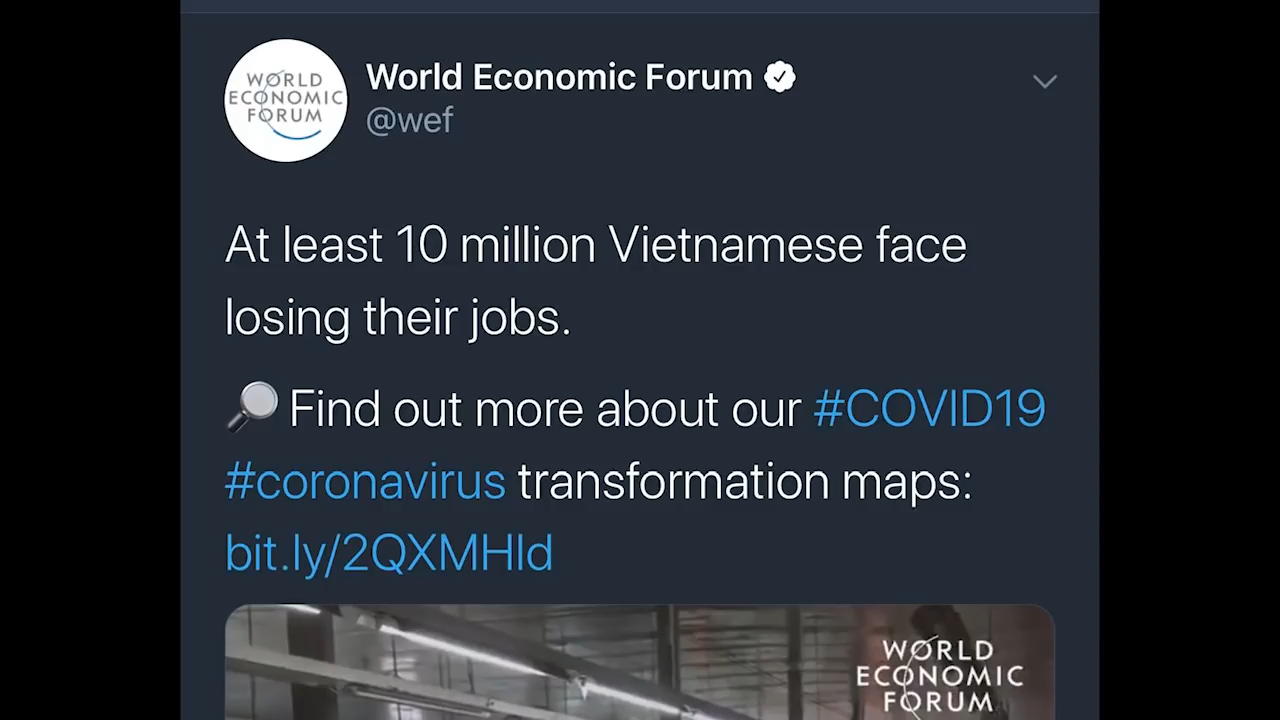 WORLD
ECONOMIC
FORUM
World Economic Forum
@wef
At least 10 million Vietnamese face
losing their jobs.
Find out more about our #COVID19
#coronavirus transformation maps:
bit.ly/2QXMHld
WORLD
ECONOMIC
FORUM